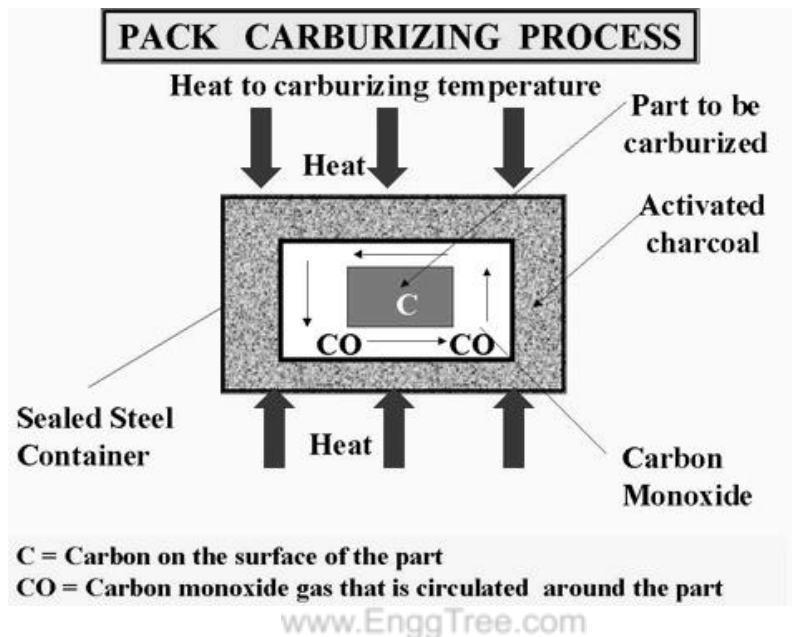 PACK CARBURIZING PROCESS
Heat to carburizing temperature
Part to be
carburized
Heat
Activated
charcoal
C
CO
CO
Sealed Steel
Container
Heat
Carbon
Monoxide
C = Carbon on the surface of the part
CO = Carbon monoxide gas that is circulated around the part
www.EnggTree.com